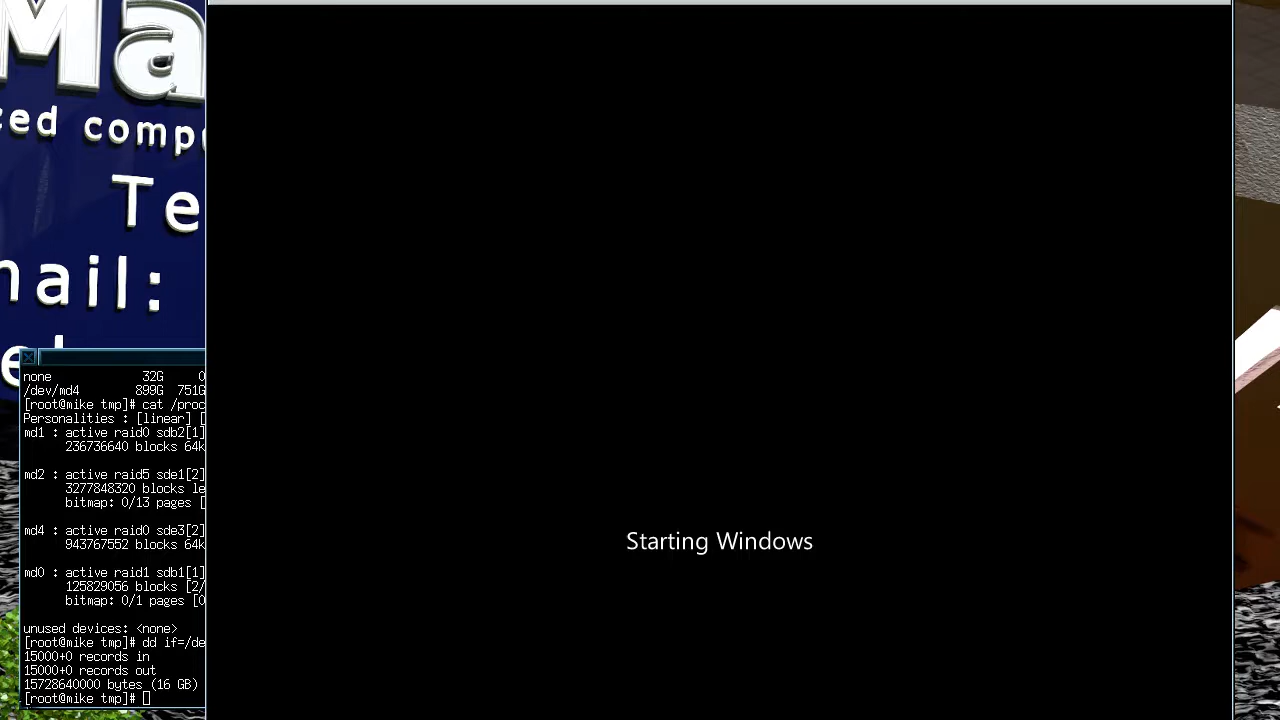 Ma
ed comp
Te
mail:
none 32G 0
/dev/md4 899G 751G
[root@mike tmp]# cat /proc
Personalities : [linear] [
md1 : active raid0 sdb2[1]
236736640 blocks 64k
md2 : active raid5 sde1[2]
3277848320 blocks le
bitmap: 0/13 pages [
md4 : active raid0 sde3[2]
943767552 blocks 64k
md0 : active raid1 sdb1[1]
125829056 blocks [2/
bitmap: 0/1 pages [0
unused devices: <none>
[root@mike tmp]# dd if=/de
15000+0 records in
15000+0 records out
15728640000 bytes (16 GB)
[root@mike tmp]#
Starting Windows